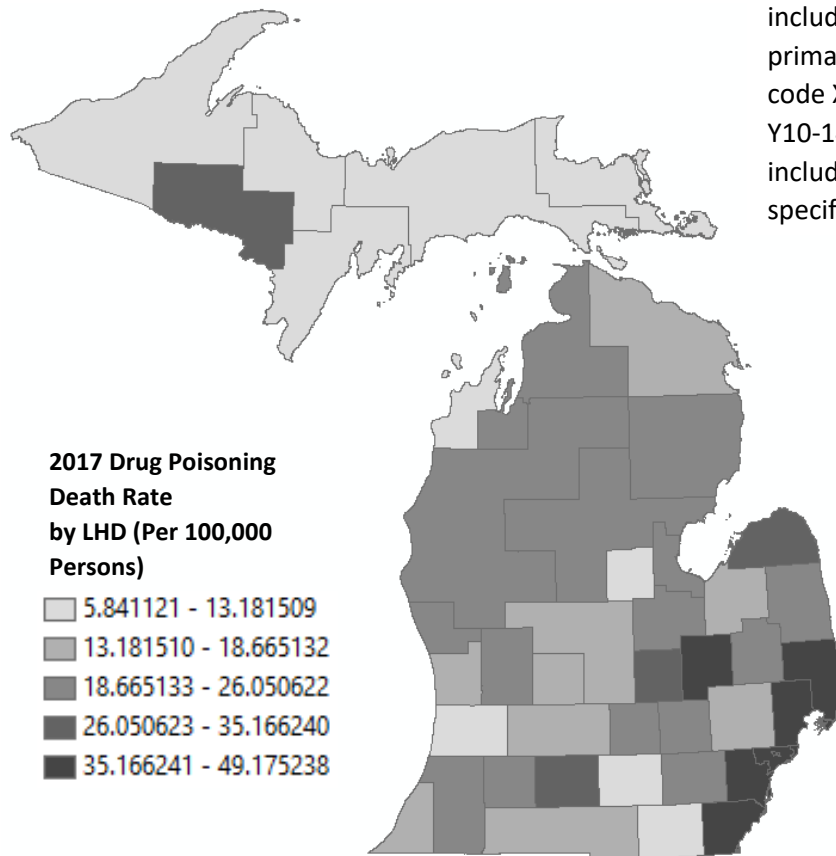 includ
prima
code X
Y10-1
includ
specif
2017 Drug Poisoning
Death Rate
by LHD (Per 100,000
Persons)
5.841121 - 13.181509
13.181510 - 18.665132
18.665133 - 26.050622
26.050623 - 35.166240
35.166241 - 49.175238